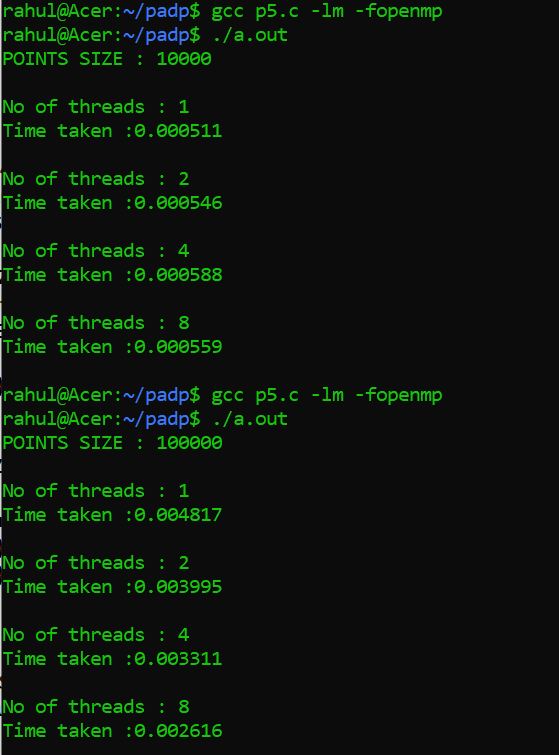 rahul@Acer:~/padp$ gcc p5.c -lm -fopenmp
rahul@Acer:~/padp$ ./a.out
POINTS SIZE : 10000
No of threads : 1
Time taken :0.000511
No of threads : 2
Time taken :0.000546
No of threads : 4
Time taken :0.000588
No of threads : 8
Time taken :0.000559
rahul@Acer:~/padp$ gcc p5.c -lm -fopenmp
rahul@Acer:~/padp$ ./a.out
POINTS SIZE : 100000
No of threads : 1
Time taken :0.004817
No of threads : 2
Time taken :0.003995
No of threads : 4
Time taken :0.003311
No of threads : 8
Time taken :0.002616